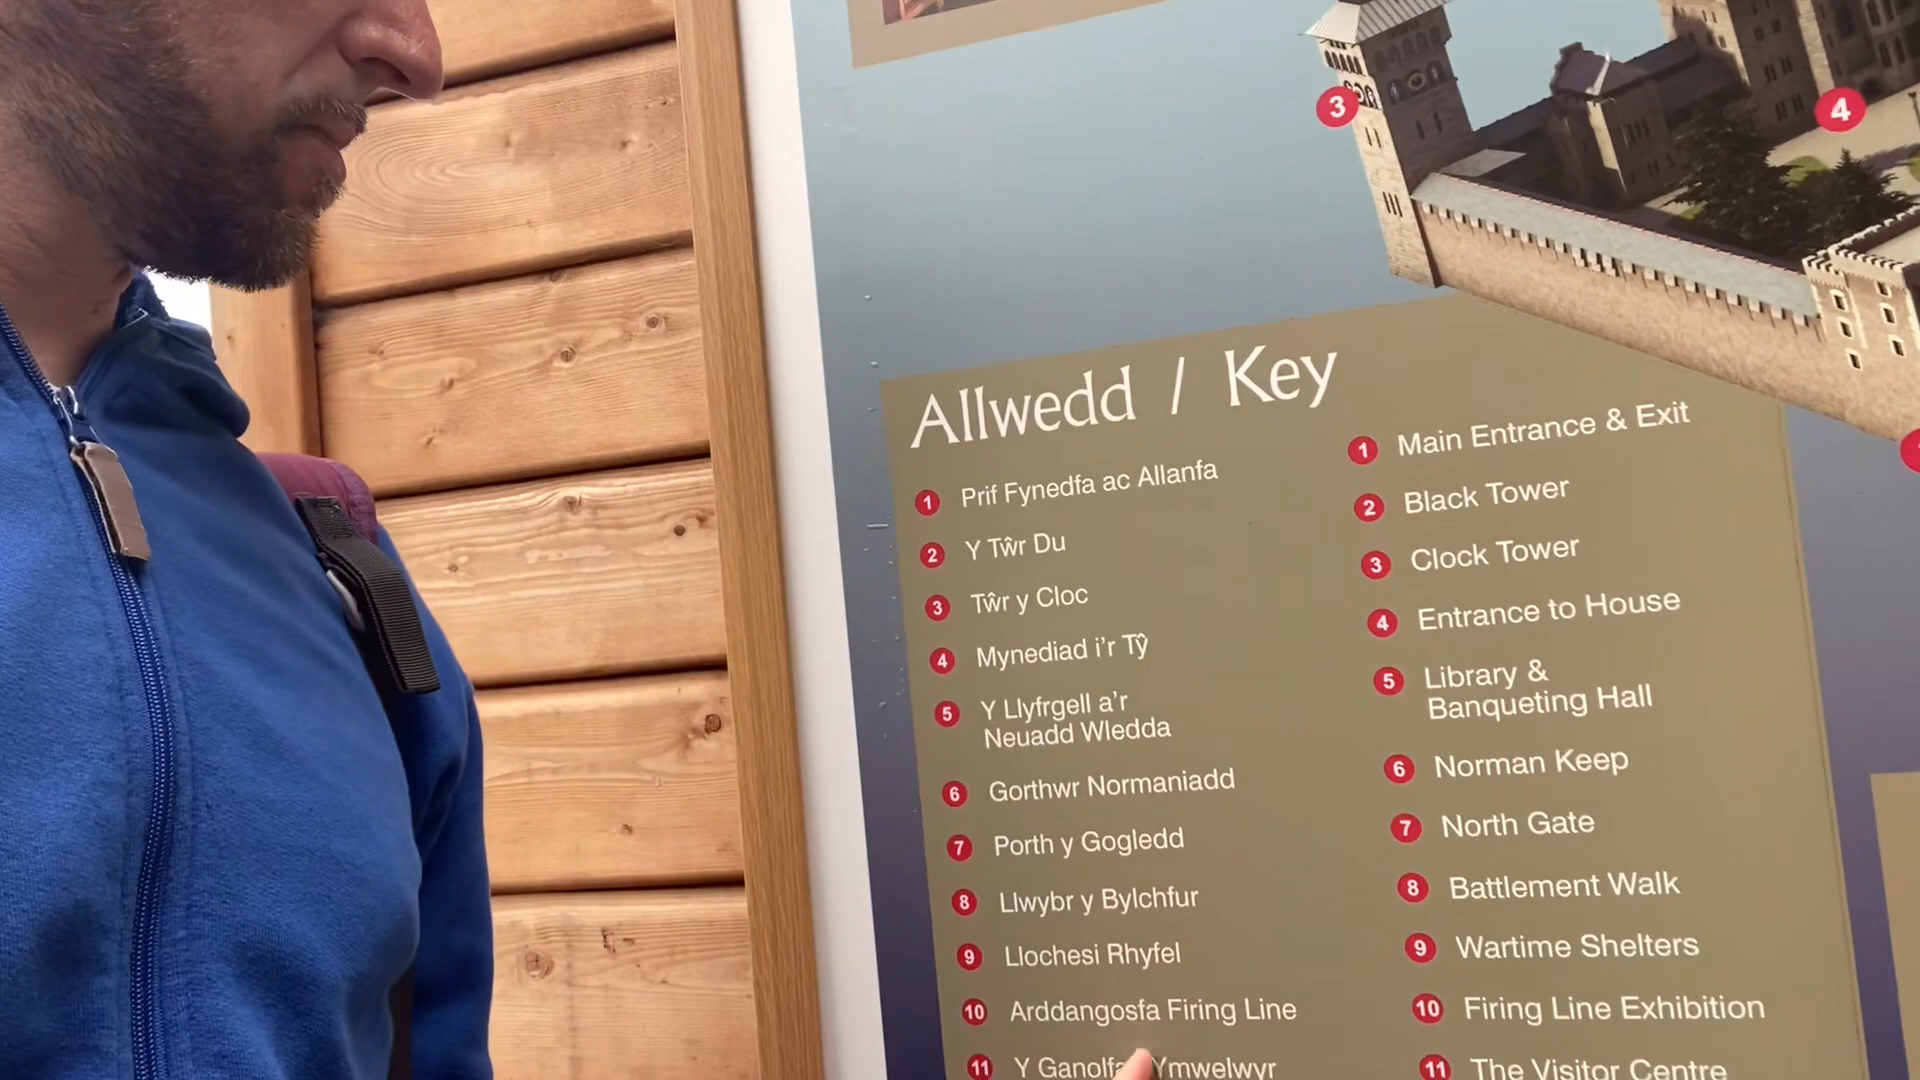 3
4
Allwedd / Key
1 Prif Fynedfa ac Allanfa
2 Y Tŵr Du
3 Tŵr y Cloc
4 Mynediad i'r Tŷ
5 Y Llyfrgell a'r
Neuadd Wledda
6 Gorthwr Normaniadd
7 Porth y Gogledd
8 Llwybr y Bylchfur
9 Llochesi Rhyfel
10 Arddangosfa Firing Line
11 Y Ymwelwyr
1 Main Entrance & Exit
2 Black Tower
3 Clock Tower
4 Entrance to House
5 Library &
Banqueting Hall
6 Norman Keep
7 North Gate
8 Battlement Walk
9 Wartime Shelters
10 Firing Line Exhibition
11 The Visitor Centre